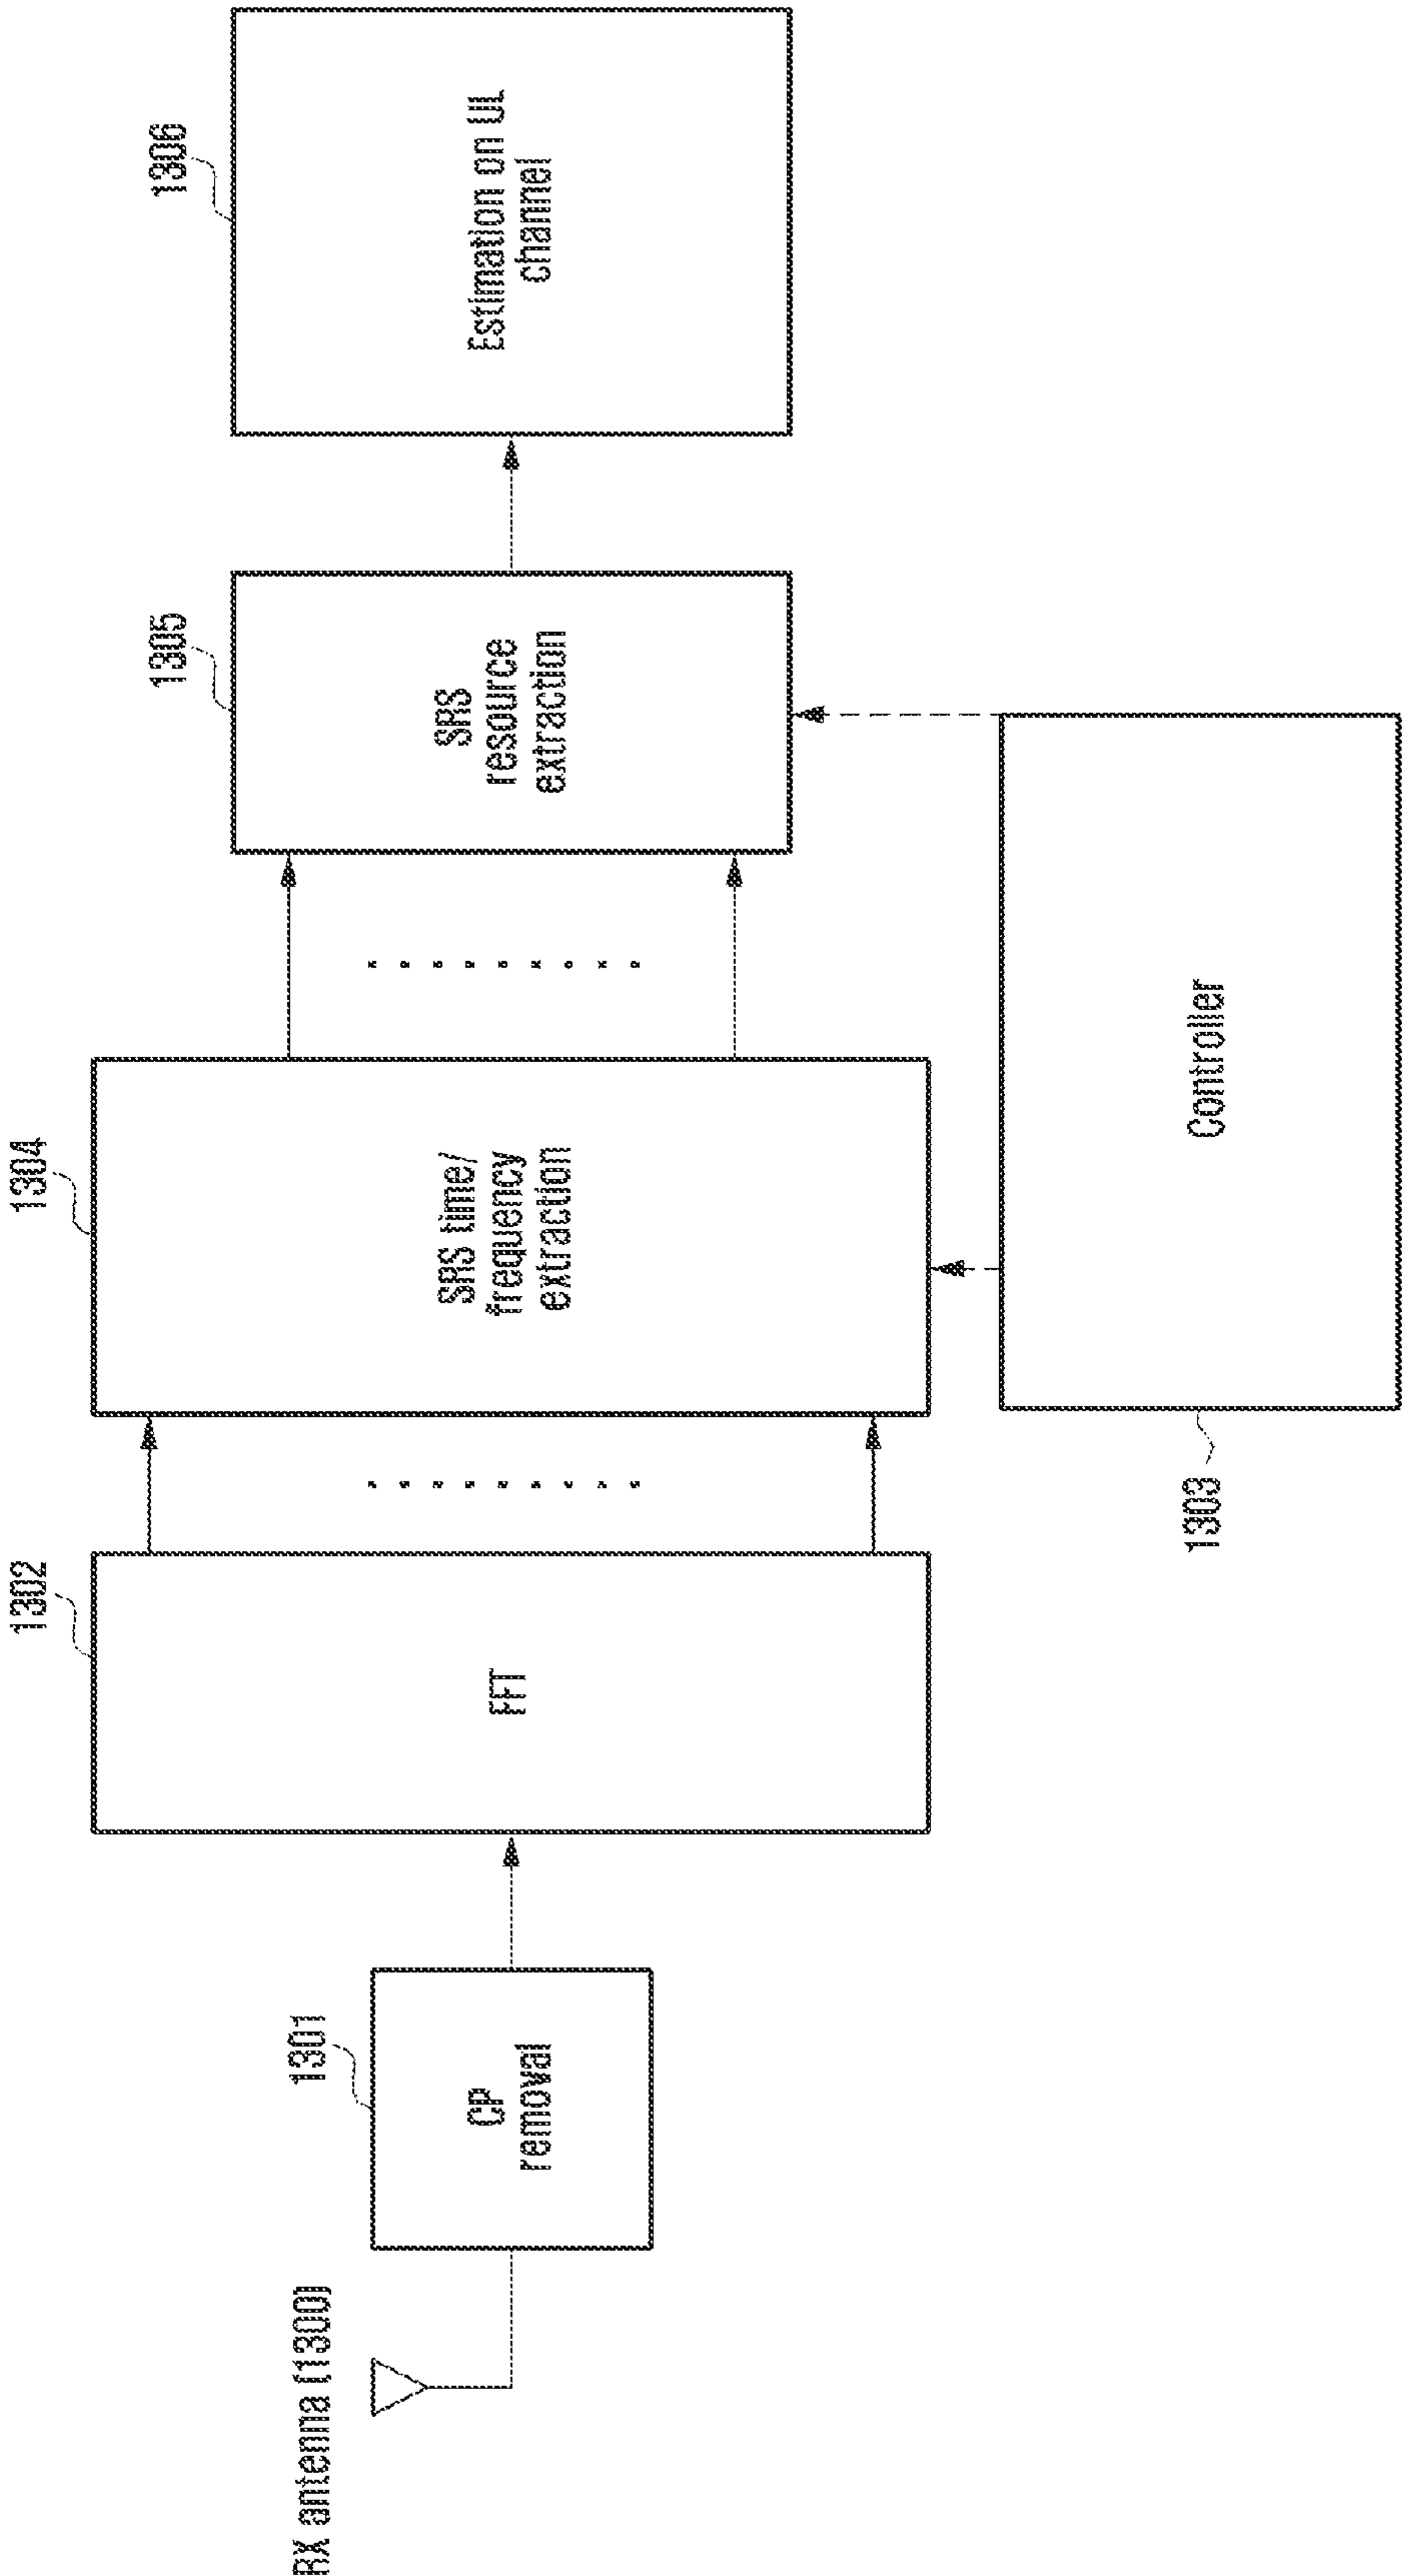 RX antenna (1300)
1301
CP
removal
1302
FFT
1304
SRS time/
frequency
extraction
1305
SRS
resource
extraction
1306
Estimation on UL
channel
1303
Controller